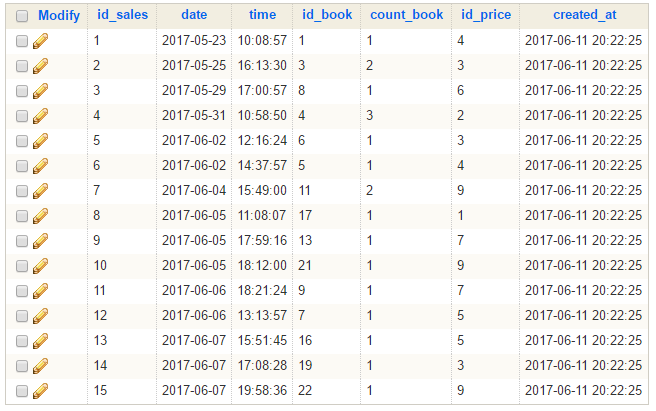 Modify id_sales date time id_book count_book id_price created_at
1 2017-05-23 10:08:57 1 1 4 2017-06-11 20:22:25
2 2017-05-25 16:13:30 3 2 3 2017-06-11 20:22:25
3 2017-05-29 17:00:57 8 1 6 2017-06-11 20:22:25
4 2017-05-31 10:58:50 4 3 2 2017-06-11 20:22:25
5 2017-06-02 12:16:24 6 1 3 2017-06-11 20:22:25
6 2017-06-02 14:37:57 5 1 4 2017-06-11 20:22:25
7 2017-06-04 15:49:00 11 2 9 2017-06-11 20:22:25
8 2017-06-05 11:08:07 17 1 1 2017-06-11 20:22:25
9 2017-06-05 17:59:16 13 1 7 2017-06-11 20:22:25
10 2017-06-05 18:12:00 21 1 9 2017-06-11 20:22:25
11 2017-06-06 18:21:24 9 1 7 2017-06-11 20:22:25
12 2017-06-06 13:13:57 7 1 5 2017-06-11 20:22:25
13 2017-06-07 15:51:45 16 1 5 2017-06-11 20:22:25
14 2017-06-07 17:08:28 19 1 3 2017-06-11 20:22:25
15 2017-06-07 19:58:36 22 1 9 2017-06-11 20:22:25